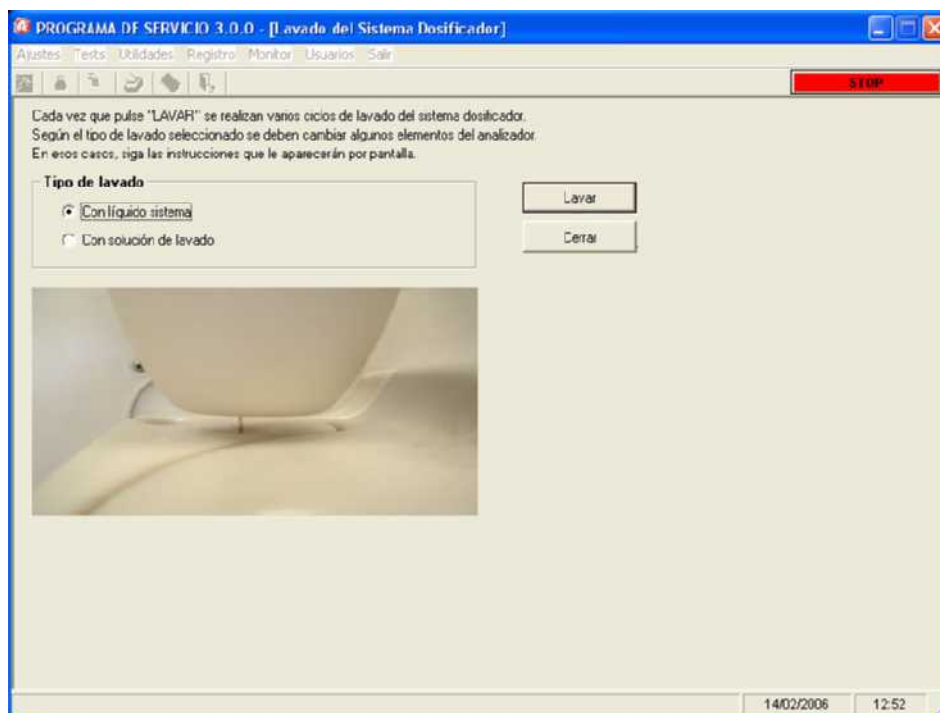 PROGRAMA DE SERVICIO 3.0.0 - [Lavado del Sistema Dosificador]
Ajustes Tests Utilidades Registro Monitor Usuarios Salir
STOP
Cada vez que pulse "LAVAR" se realizan varios ciclos de lavado del sistema dosificador.
Según el tipo de lavado seleccionado se deben cambiar algunos elementos del analizador.
En esos casos, siga las instrucciones que le aparecerán por pantalla.
Tipo de lavado
Con líquido sistema
Con solución de lavado
Lavar
Cerrar
14/02/2006 12:52